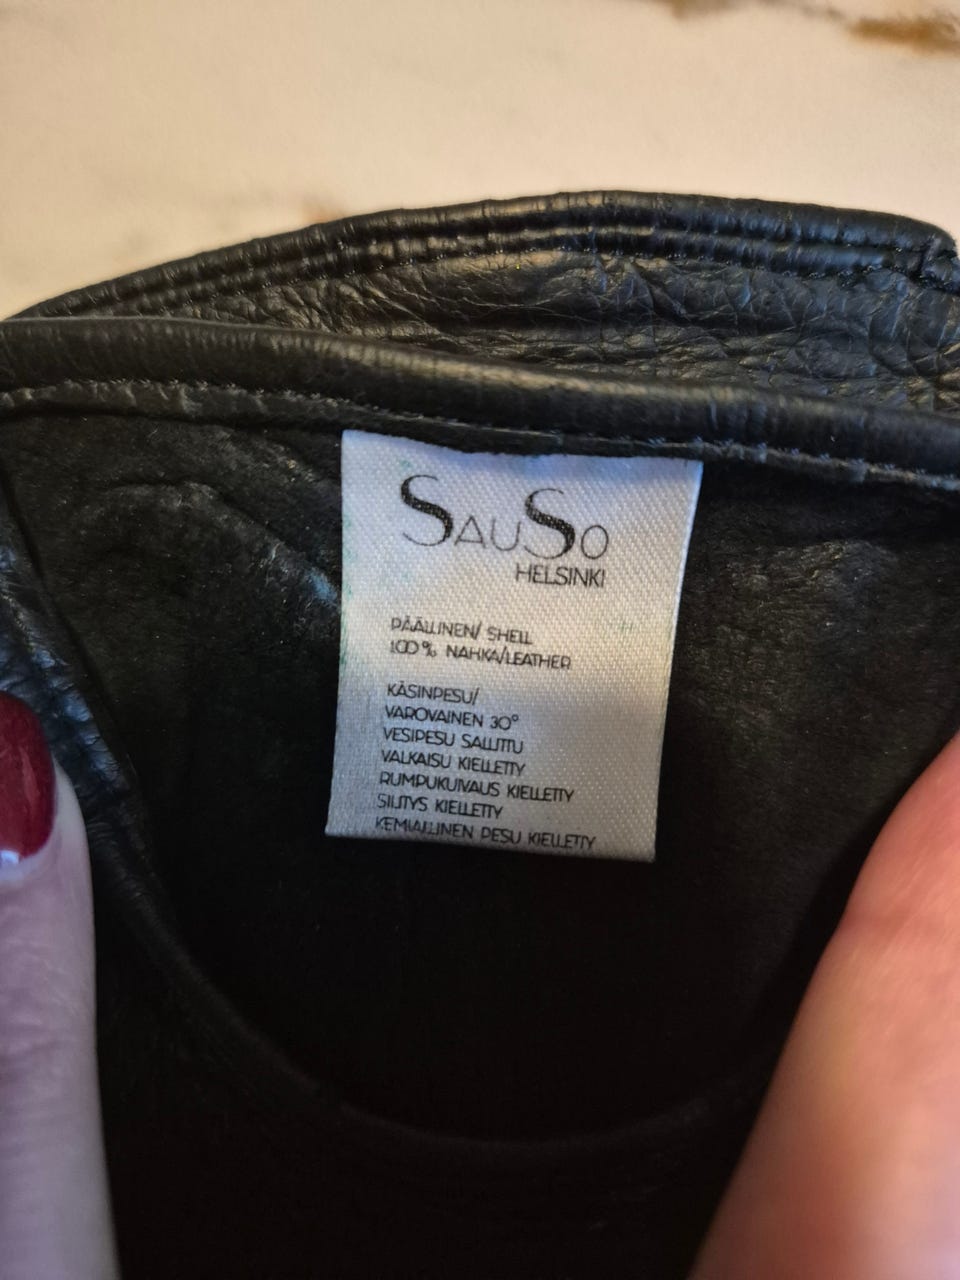 SauSo
HELSINKI
PÄÄLLINEN/ SHELL
100 % NAHKA/LEATHER
KÄSINPESU/
VAROVAINEN 30°
VESIPESU SALLITTU
VALKAISU KIELLETTY
RUMPUKUIVAUS KIELLETTY
SILITYS KIELLETTY
KEMIALLINEN PESU KIELLETTY